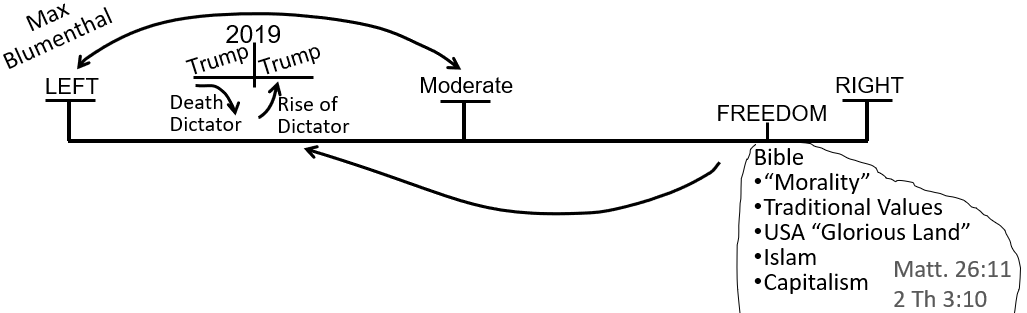 Max
Blumenthal
2019
Trump Trump
LEFT
Death
Dictator
Rise of
Dictator
Moderate
RIGHT
FREEDOM
Bible
•“Morality”
•Traditional Values
•USA “Glorious Land”
•Islam
•Capitalism
Matt. 26:11
2 Th 3:10